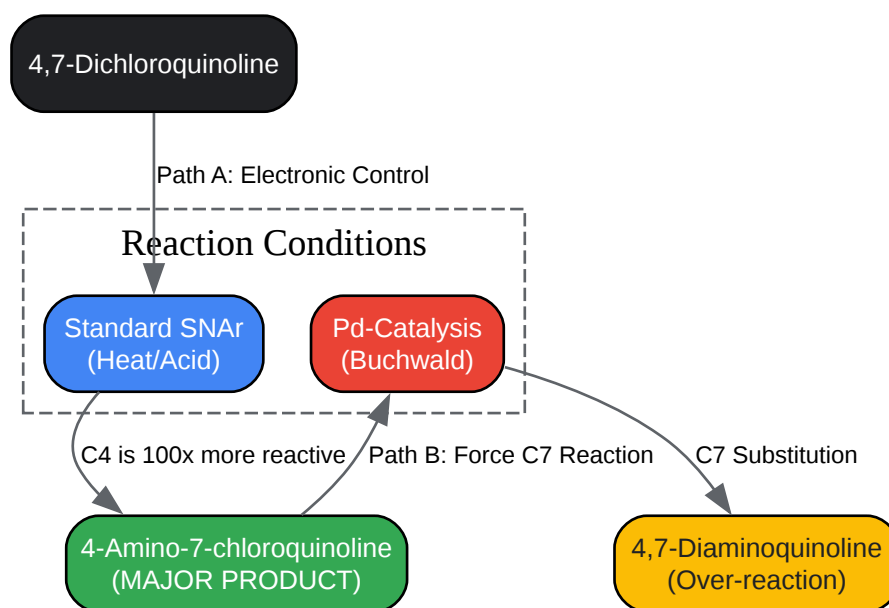 4,7-Dichloroquinoline
Path A: Electronic Control
Reaction Conditions
Standard SNAr
(Heat/Acid)
Pd-Catalysis
(Buchwald)
C4 is 100x more reactive
Path B: Force C7 Reaction
C7 Substitution
4-Amino-7-chloroquinoline
(MAJOR PRODUCT)
4,7-Diaminoquinoline
(Over-reaction)